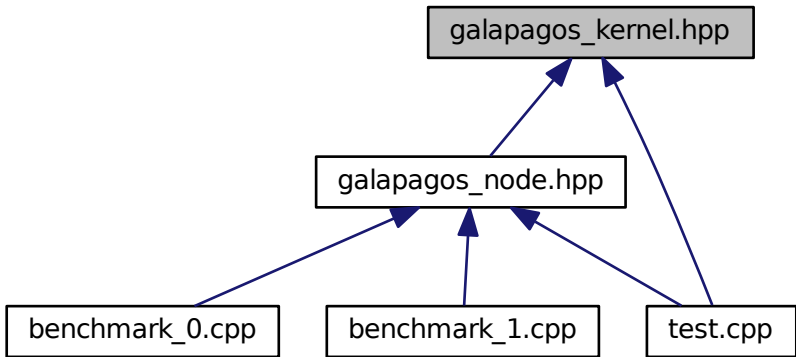 galapagos_kernel.hpp
galapagos_node.hpp
benchmark_0.cpp
benchmark_1.cpp
test.cpp